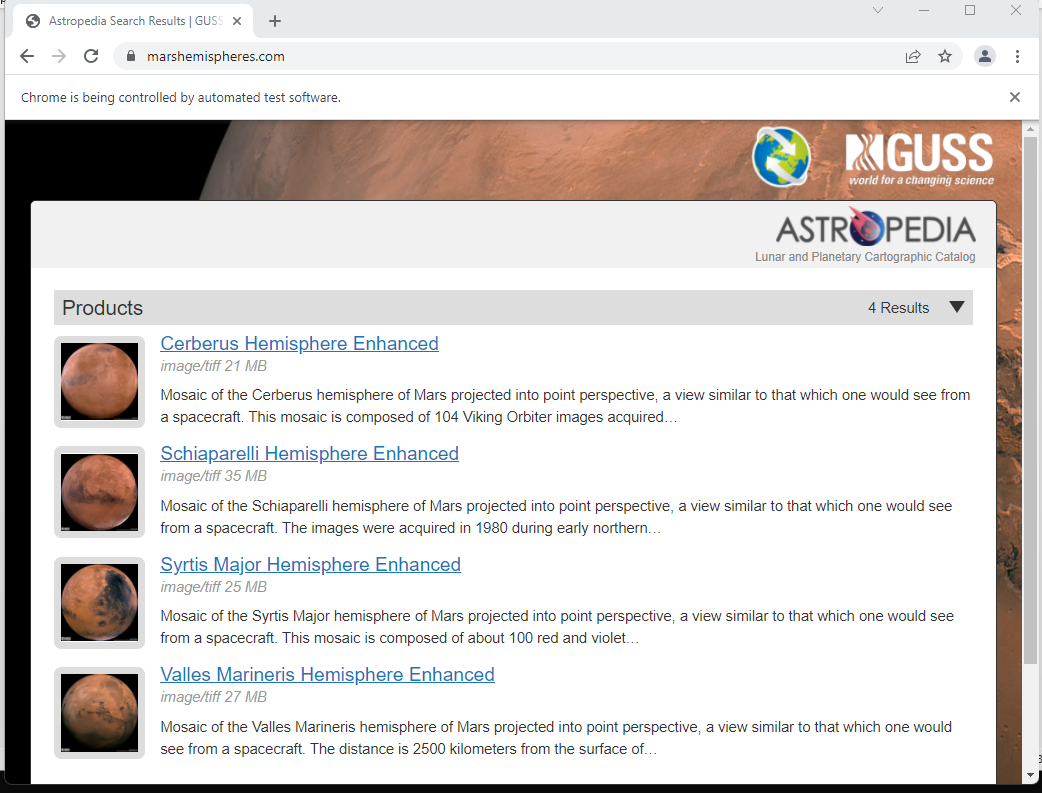 Astropedia Search Results | GUSS
marshemispheres.com
Chrome is being controlled by automated test software.
GUSS
world for a changing science
ASTROPEDIA
Lunar and Planetary Cartographic Catalog
Products 4 Results
Cerberus Hemisphere Enhanced
image/tiff 21 MB
Mosaic of the Cerberus hemisphere of Mars projected into point perspective, a view similar to that which one would see from
a spacecraft. This mosaic is composed of 104 Viking Orbiter images acquired…
Schiaparelli Hemisphere Enhanced
image/tiff 35 MB
Mosaic of the Schiaparelli hemisphere of Mars projected into point perspective, a view similar to that which one would see
from a spacecraft. The images were acquired in 1980 during early northern…
Syrtis Major Hemisphere Enhanced
image/tiff 25 MB
Mosaic of the Syrtis Major hemisphere of Mars projected into point perspective, a view similar to that which one would see
from a spacecraft. This mosaic is composed of about 100 red and violet…
Valles Marineris Hemisphere Enhanced
image/tiff 27 MB
Mosaic of the Valles Marineris hemisphere of Mars projected into point perspective, a view similar to that which one would
see from a spacecraft. The distance is 2500 kilometers from the surface of…